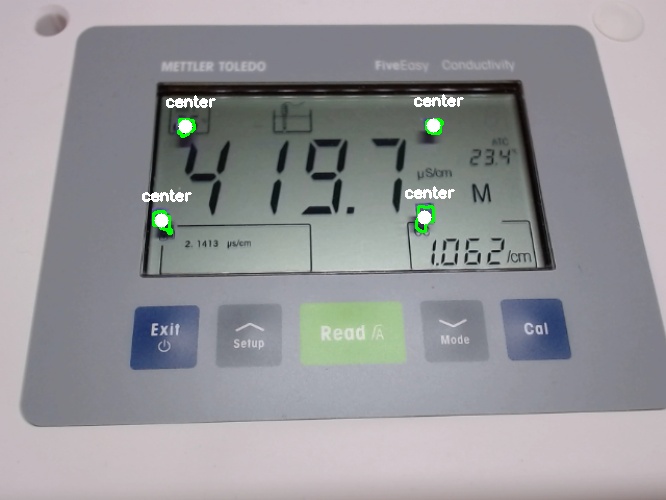 METTLER TOLEDO FiveEasy Conductivity
center center
ATC
419.7 µS/cm 23.4°
center center
M
2. 1413 µs/cm 1.062/cm
Exit Setup Read A Mode Cal